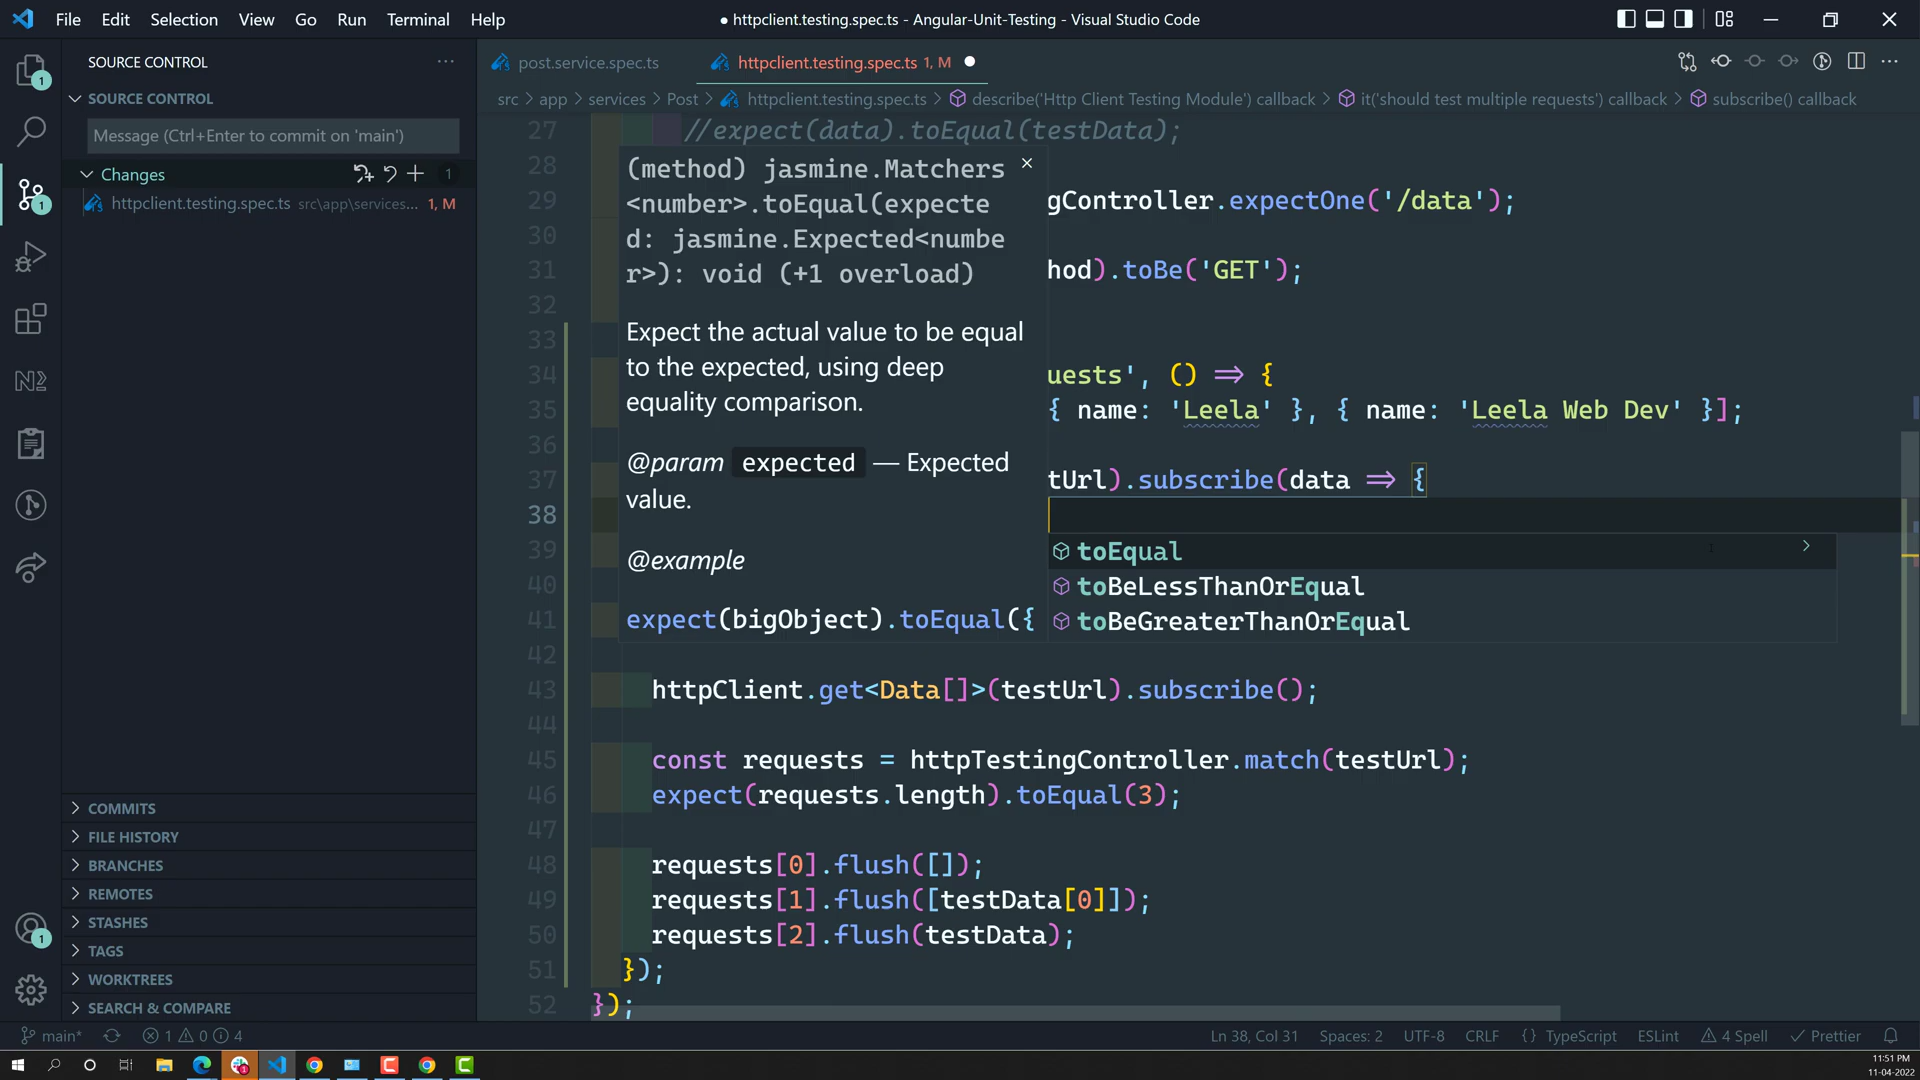 File Edit Selection View Go Run Terminal Help
● httpclient.testing.spec.ts - Angular-Unit-Testing - Visual Studio Code
SOURCE CONTROL
SOURCE CONTROL
Message (Ctrl+Enter to commit on 'main')
Changes 1
httpclient.testing.spec.ts src\app\services... 1, M
COMMITS
FILE HISTORY
BRANCHES
REMOTES
STASHES
TAGS
WORKTREES
SEARCH & COMPARE
post.service.spec.ts
httpclient.testing.spec.ts 1, M
src > app > services > Post > httpclient.testing.spec.ts > describe('Http Client Testing Module') callback > it('should test multiple requests') callback > subscribe() callback
27 //expect(data).toEqual(testData);
28
29 gController.expectOne('/data');
30
31 hod).toBe('GET');
32
33
34 uests', () => {
35 { name: 'Leela' }, { name: 'Leela Web Dev' }];
36
37 tUrl).subscribe(data => {
38
39
40
41
42
43 httpClient.get<Data[]>(testUrl).subscribe();
44
45 const requests = httpTestingController.match(testUrl);
46 expect(requests.length).toEqual(3);
47
48 requests[0].flush([]);
49 requests[1].flush([testData[0]]);
50 requests[2].flush(testData);
51 });
52 });
(method) jasmine.Matchers
<number>.toEqual(expecte
d: jasmine.Expected<numbe
r>): void (+1 overload)
Expect the actual value to be equal
to the expected, using deep
equality comparison.
@param expected — Expected
value.
@example
expect(bigObject).toEqual({
toEqual
toBeLessThanOrEqual
toBeGreaterThanOrEqual
main* 1 0 4
Ln 38, Col 31 Spaces: 2 UTF-8 CRLF {} TypeScript ESLint 4 Spell Prettier
11:51 PM
11-04-2022